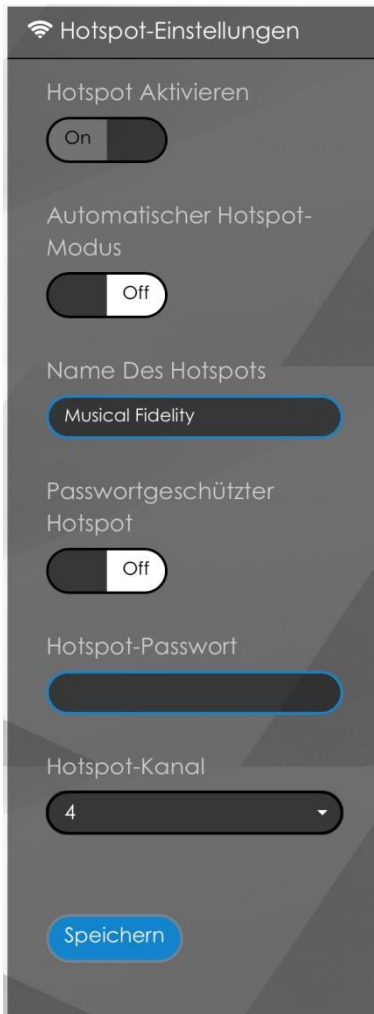 Hotspot-Einstellungen
Hotspot Aktivieren
On
Automatischer Hotspot-
Modus
Off
Name Des Hotspots
Musical Fidelity
Passwortgeschützter
Hotspot
Off
Hotspot-Passwort
Hotspot-Kanal
4
Speichern